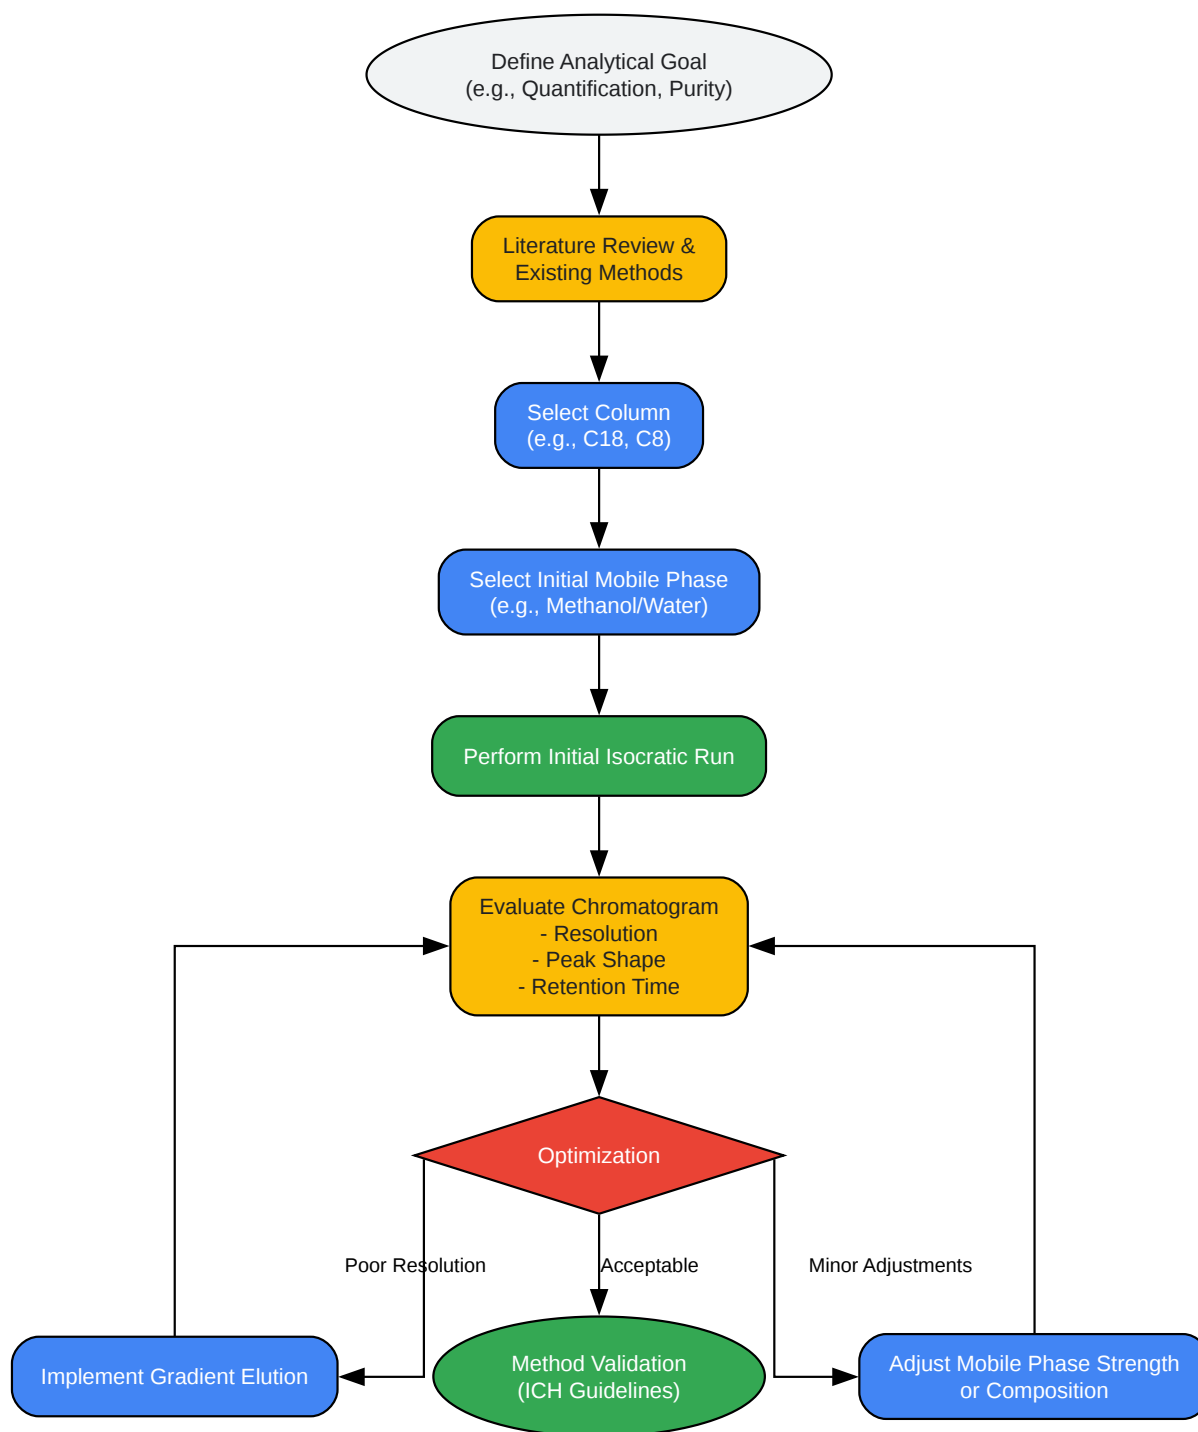 Define Analytical Goal
(e.g., Quantification, Purity)
Literature Review &
Existing Methods
Select Column
(e.g., C18, C8)
Select Initial Mobile Phase
(e.g., Methanol/Water)
Perform Initial Isocratic Run
Evaluate Chromatogram
- Resolution
- Peak Shape
- Retention Time
Optimization
Poor Resolution
Acceptable
Minor Adjustments
Implement Gradient Elution
Method Validation
(ICH Guidelines)
Adjust Mobile Phase Strength
or Composition